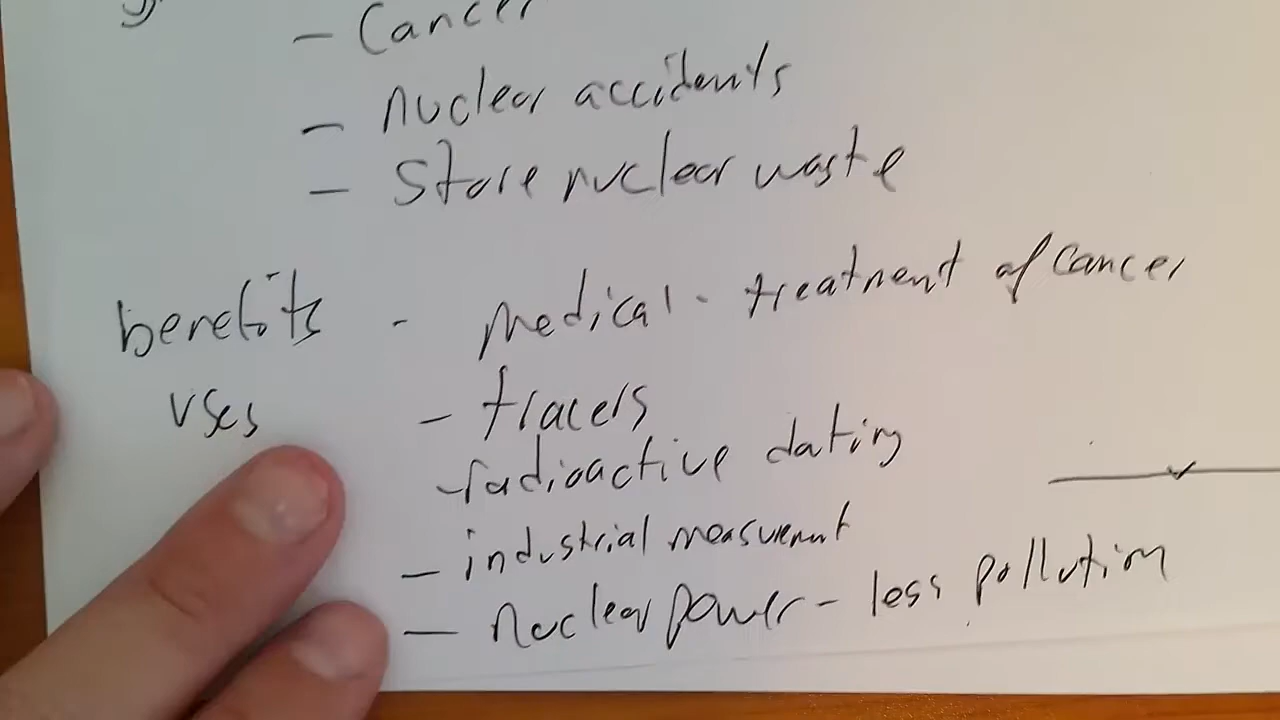 - Cancer
- nuclear accidents
- Store nuclear waste
benefits - medical - treatment of cancer
uses - tracers
- radioactive dating
- industrial measurement
- nuclear power - less pollution